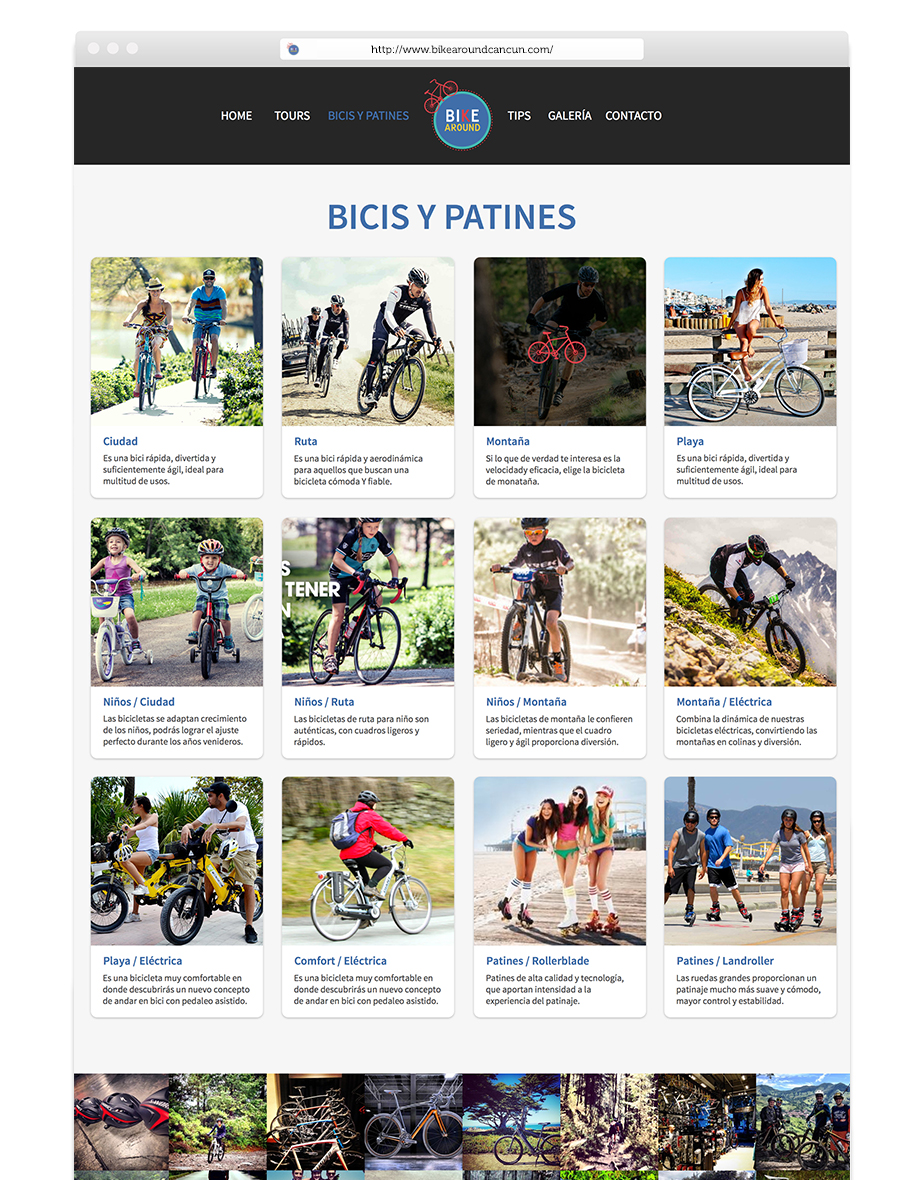 http://www.bikearoundcancun.com/
HOME TOURS BICIS Y PATINES BIKE AROUND TIPS GALERÍA CONTACTO
BICIS Y PATINES
Ciudad
Es una bici rápida, divertida y
suficientemente ágil, ideal para
multitud de usos.
Ruta
Es una bici rápida y aerodinámica
para aquellos que buscan una
bicicleta cómoda Y fiable.
Montaña
Si lo que de verdad te interesa es la
velocidady eficacia, elige la bicicleta
de monataña.
Playa
Es una bici rápida, divertida y
suficientemente ágil, ideal para
multitud de usos.
S
TENER
N
Niños / Ciudad
Las bicicletas se adaptan crecimiento
de los niños, podrás lograr el ajuste
perfecto durante los años venideros.
Niños / Ruta
Las bicicletas de ruta para niño son
auténticas, con cuadros ligeros y
rápidos.
Niños / Montaña
Las bicicletas de montaña le confieren
seriedad, mientras que el cuadro
ligero y ágil proporciona diversión.
Montaña / Eléctrica
Combina la dinámica de nuestras
bicicletas eléctricas, convirtiendo las
montañas en colinas y diversión.
Playa / Eléctrica
Es una bicicleta muy comfortable en
donde descubrirás un nuevo concepto
de andar en bici con pedaleo asistido.
Comfort / Eléctrica
Es una bicicleta muy comfortable en
donde descubrirás un nuevo concepto
de andar en bici con pedaleo asistido.
Patines / Rollerblade
Patines de alta calidad y tecnología,
que aportan intensidad a la
experiencia del patinaje.
Patines / Landroller
Las ruedas grandes proporcionan un
patinaje mucho más suave y cómodo,
mayor control y estabilidad.